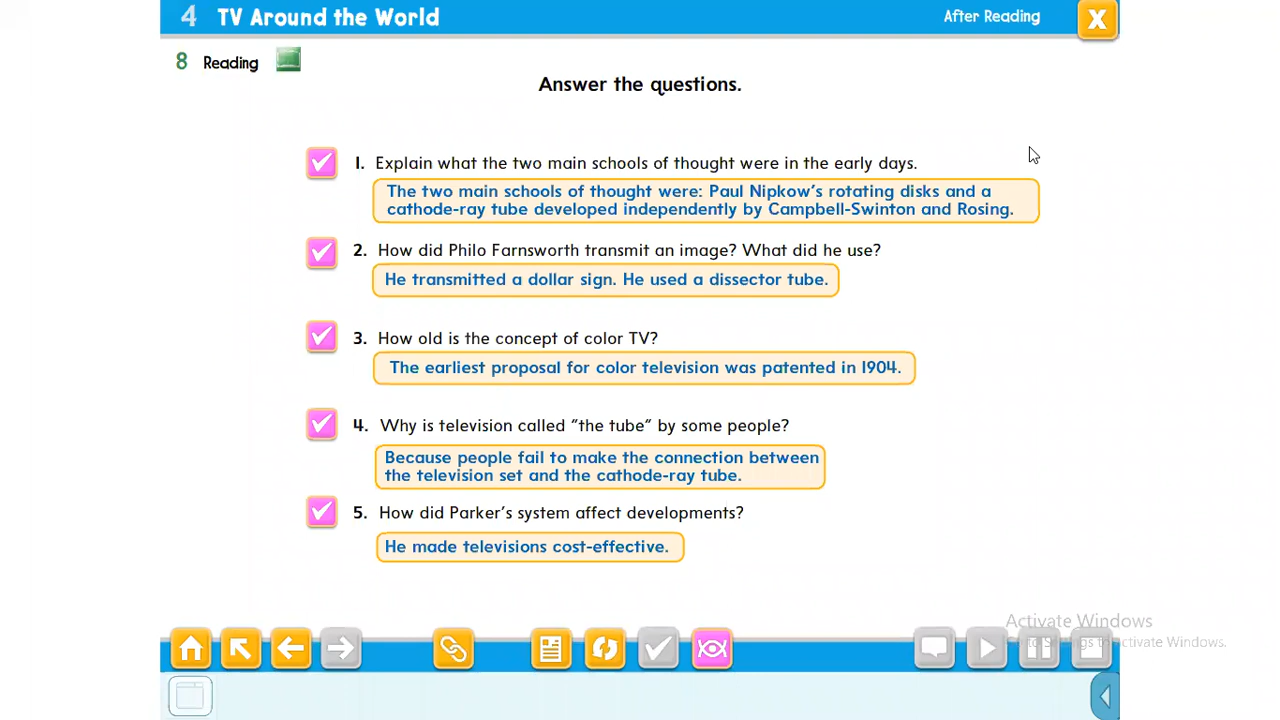 4 TV Around the World
After Reading
X
8 Reading
Answer the questions.
1. Explain what the two main schools of thought were in the early days.
The two main schools of thought were: Paul Nipkow's rotating disks and a
cathode-ray tube developed independently by Campbell-Swinton and Rosing.
2. How did Philo Farnsworth transmit an image? What did he use?
He transmitted a dollar sign. He used a dissector tube.
3. How old is the concept of color TV?
The earliest proposal for color television was patented in 1904.
4. Why is television called "the tube" by some people?
Because people fail to make the connection between
the television set and the cathode-ray tube.
5. How did Parker's system affect developments?
He made televisions cost-effective.
Activate Windows
Go to Settings to activate Windows.